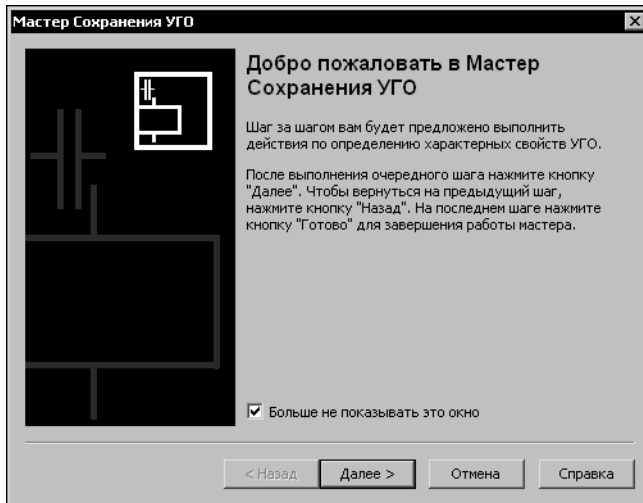 Мастер Сохранения УГО
Добро пожаловать в Мастер
Сохранения УГО
Шаг за шагом вам будет предложено выполнить
действия по определению характерных свойств УГО.
После выполнения очередного шага нажмите кнопку
"Далее". Чтобы вернуться на предыдущий шаг,
нажмите кнопку "Назад". На последнем шаге нажмите
кнопку "Готово" для завершения работы мастера.
Больше не показывать это окно
< Назад
Далее >
Отмена
Справка